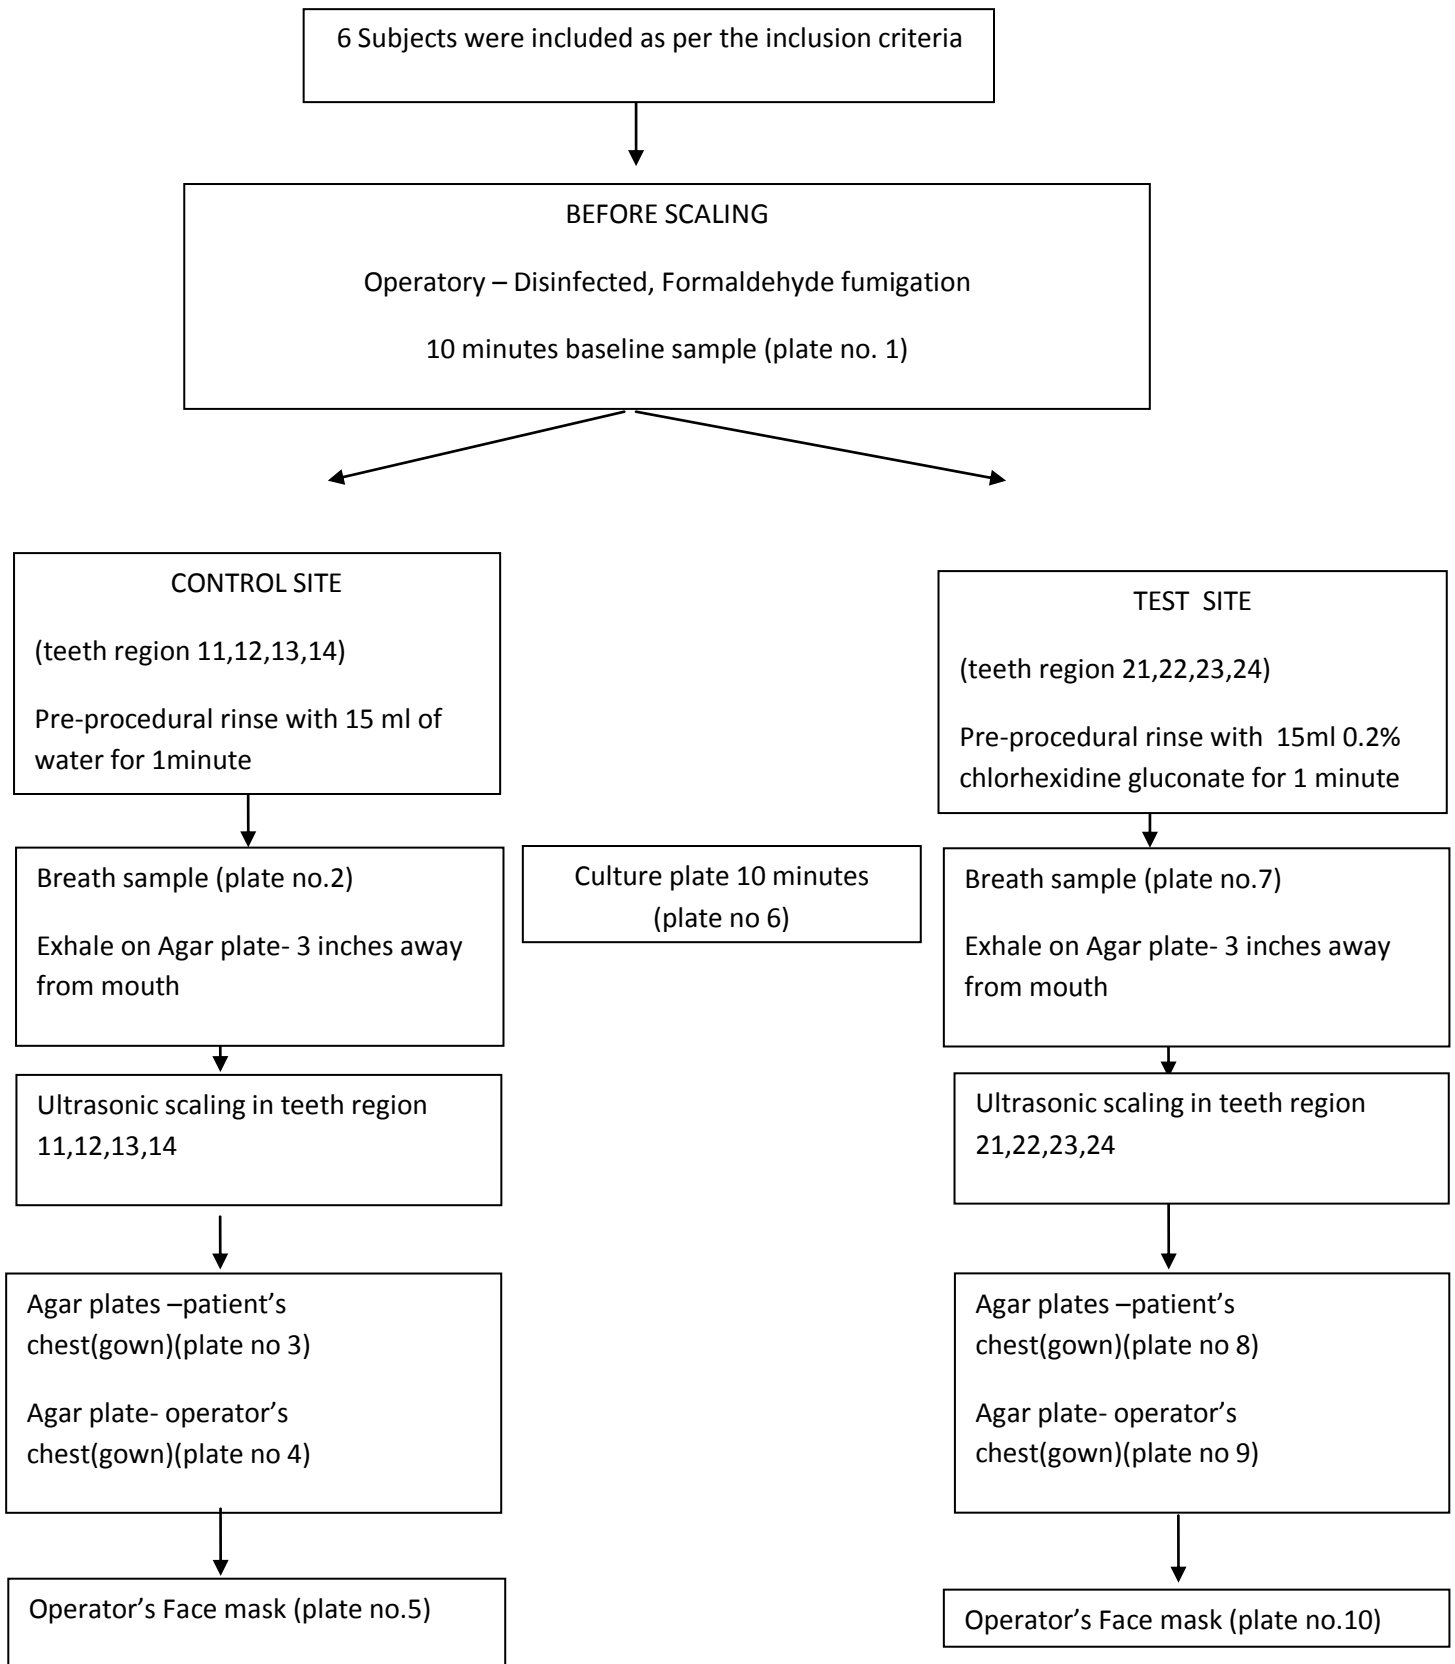 6 Subjects were included as per the inclusion criteria
BEFORE SCALING
Operatory – Disinfected, Formaldehyde fumigation
10 minutes baseline sample (plate no. 1)
CONTROL SITE
(teeth region 11,12,13,14)
Pre-procedural rinse with 15 ml of
water for 1minute
TEST  SITE
(teeth region 21,22,23,24)
Pre-procedural rinse with  15ml 0.2%
chlorhexidine gluconate for 1 minute
Breath sample (plate no.2)
Exhale on Agar plate- 3 inches away
from mouth
Culture plate 10 minutes
(plate no 6)
Breath sample (plate no.7)
Exhale on Agar plate- 3 inches away
from mouth
Ultrasonic scaling in teeth region
11,12,13,14
Ultrasonic scaling in teeth region
21,22,23,24
Agar plates –patient’s
chest(gown)(plate no 3)
Agar plate- operator’s
chest(gown)(plate no 4)
Agar plates –patient’s
chest(gown)(plate no 8)
Agar plate- operator’s
chest(gown)(plate no 9)
Operator’s Face mask (plate no.5)
Operator’s Face mask (plate no.10)